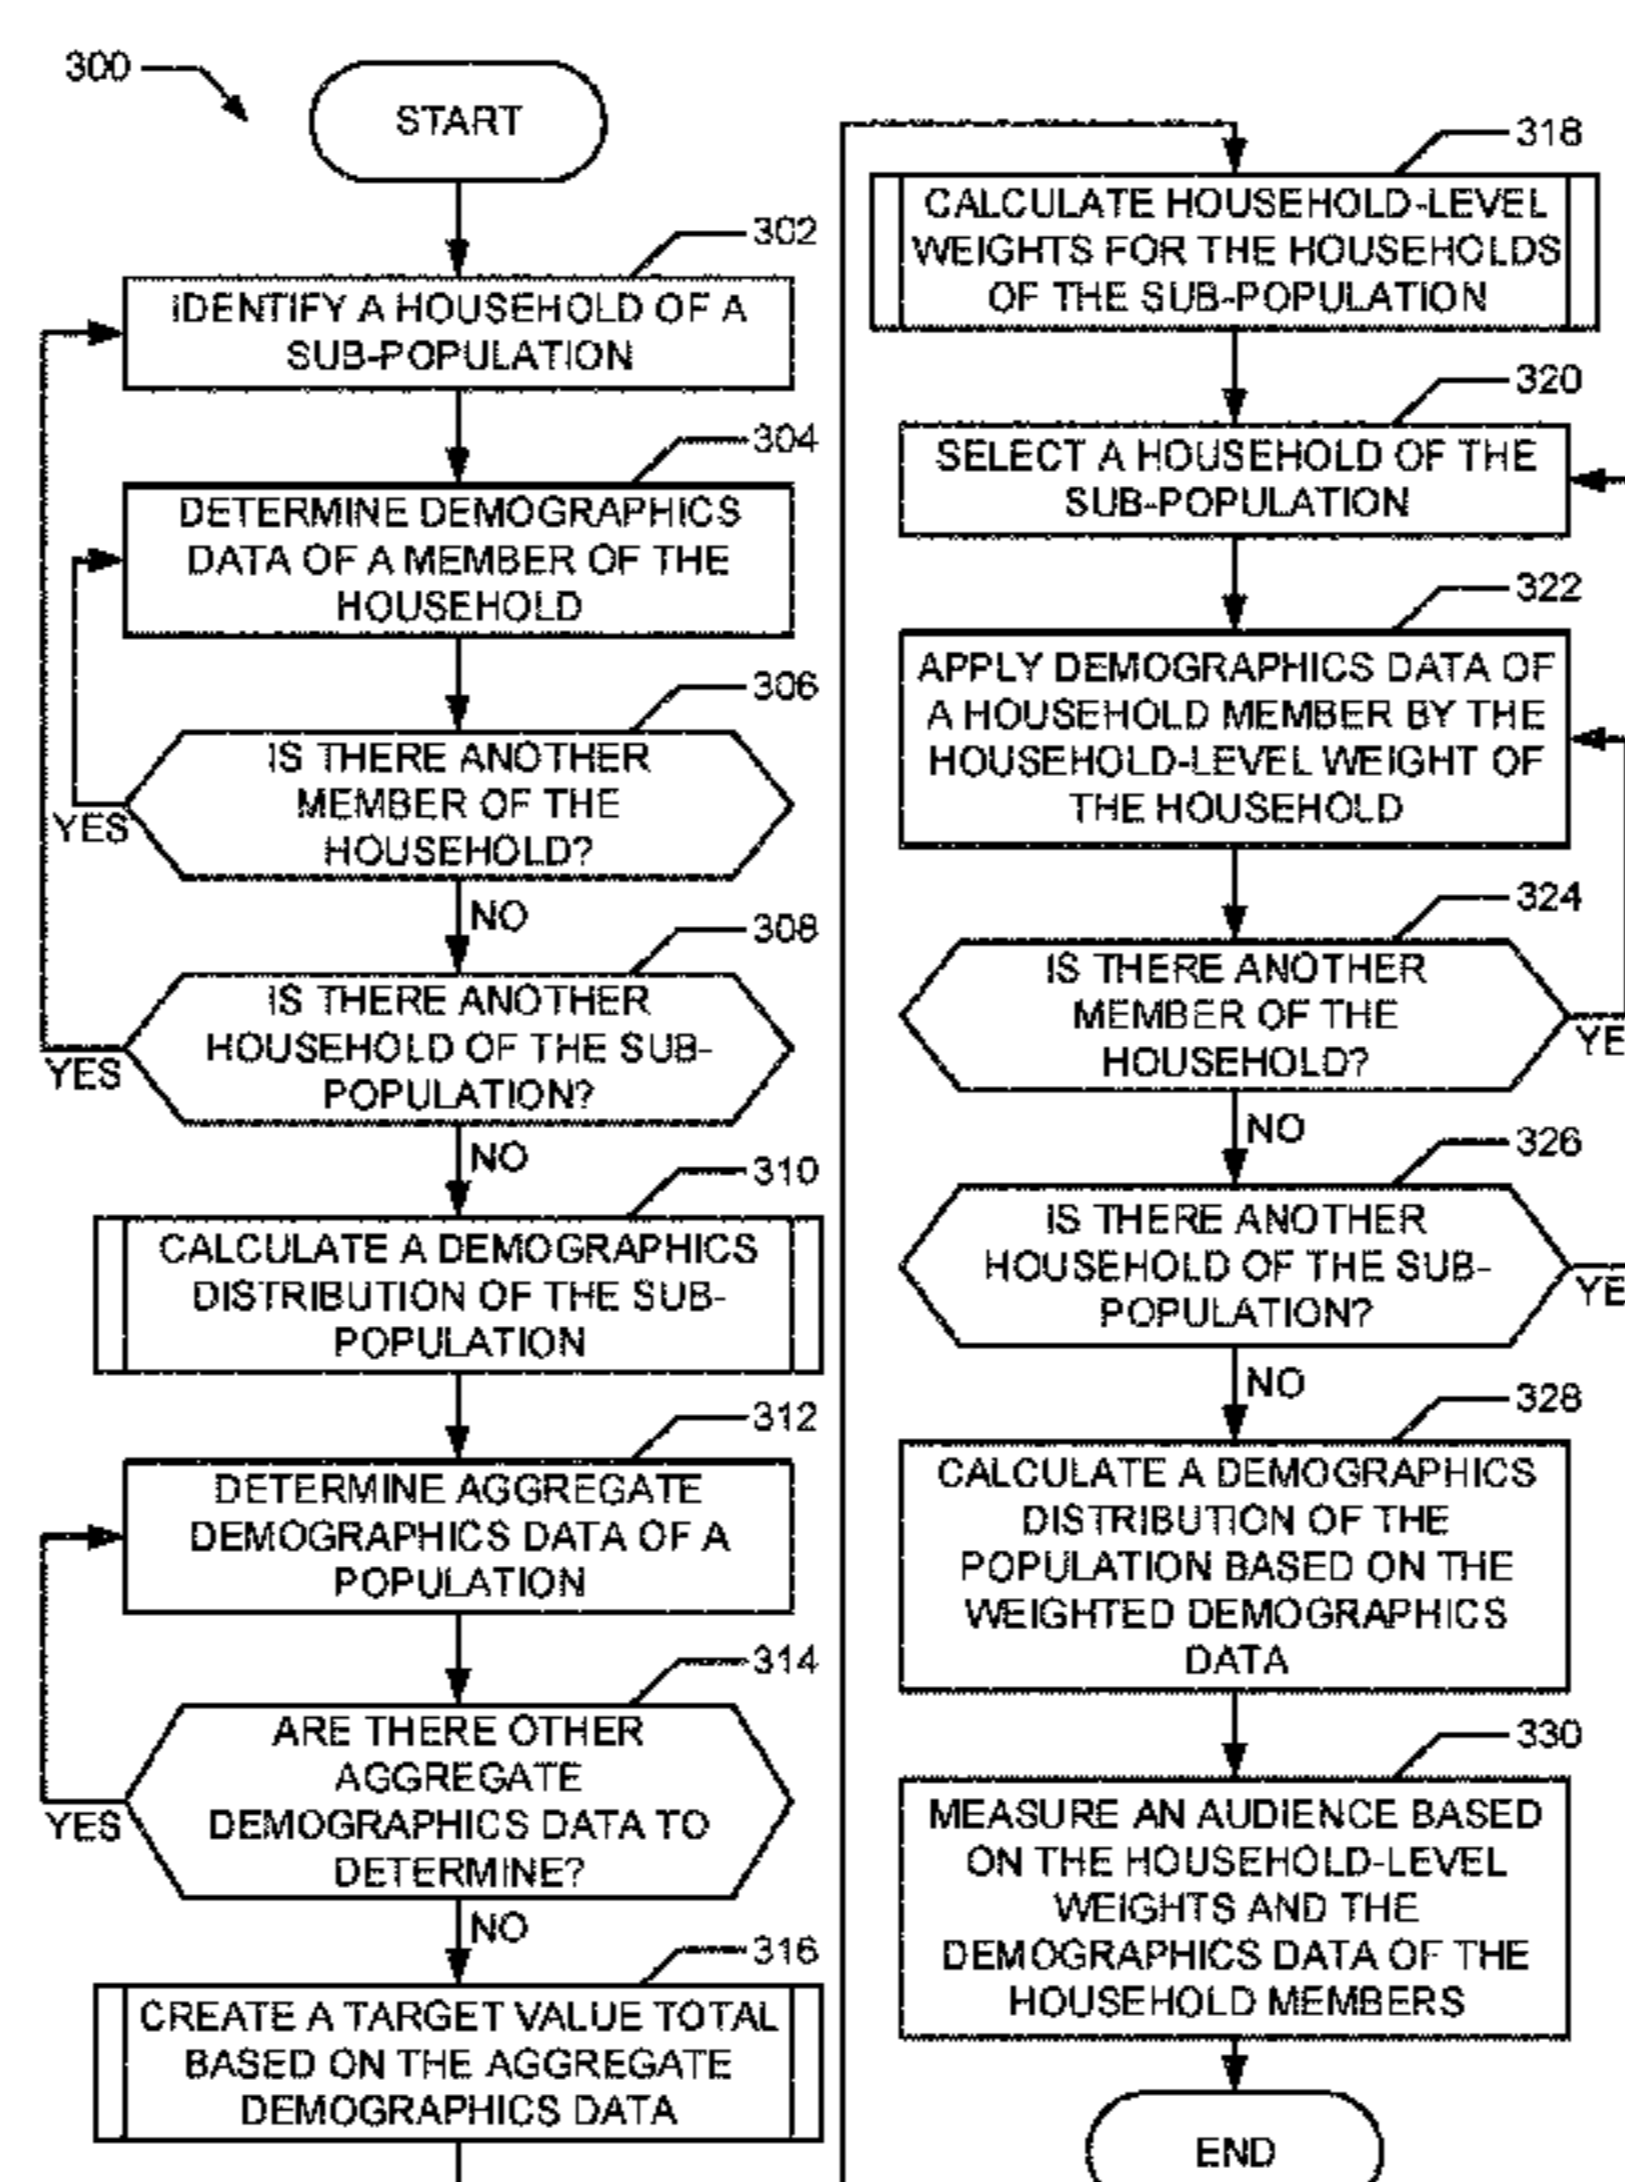 300
START
302
IDENTIFY A HOUSEHOLD OF A
SUB-POPULATION
304
DETERMINE DEMOGRAPHICS
DATA OF A MEMBER OF THE
HOUSEHOLD
306
IS THERE ANOTHER
MEMBER OF THE
HOUSEHOLD?
YES
NO
308
IS THERE ANOTHER
HOUSEHOLD OF THE SUB-
POPULATION?
YES
NO
310
CALCULATE A DEMOGRAPHICS
DISTRIBUTION OF THE SUB-
POPULATION
312
DETERMINE AGGREGATE
DEMOGRAPHICS DATA OF A
POPULATION
314
ARE THERE OTHER
AGGREGATE
DEMOGRAPHICS DATA TO
DETERMINE?
YES
NO
316
CREATE A TARGET VALUE TOTAL
BASED ON THE AGGREGATE
DEMOGRAPHICS DATA
318
CALCULATE HOUSEHOLD-LEVEL
WEIGHTS FOR THE HOUSEHOLDS
OF THE SUB-POPULATION
320
SELECT A HOUSEHOLD OF THE
SUB-POPULATION
322
APPLY DEMOGRAPHICS DATA OF
A HOUSEHOLD MEMBER BY THE
HOUSEHOLD-LEVEL WEIGHT OF
THE HOUSEHOLD
324
IS THERE ANOTHER
MEMBER OF THE
HOUSEHOLD?
YE
NO
326
IS THERE ANOTHER
HOUSEHOLD OF THE SUB-
POPULATION?
YE
NO
328
CALCULATE A DEMOGRAPHICS
DISTRIBUTION OF THE
POPULATION BASED ON THE
WEIGHTED DEMOGRAPHICS
DATA
330
MEASURE AN AUDIENCE BASED
ON THE HOUSEHOLD-LEVEL
WEIGHTS AND THE
DEMOGRAPHICS DATA OF THE
HOUSEHOLD MEMBERS
END